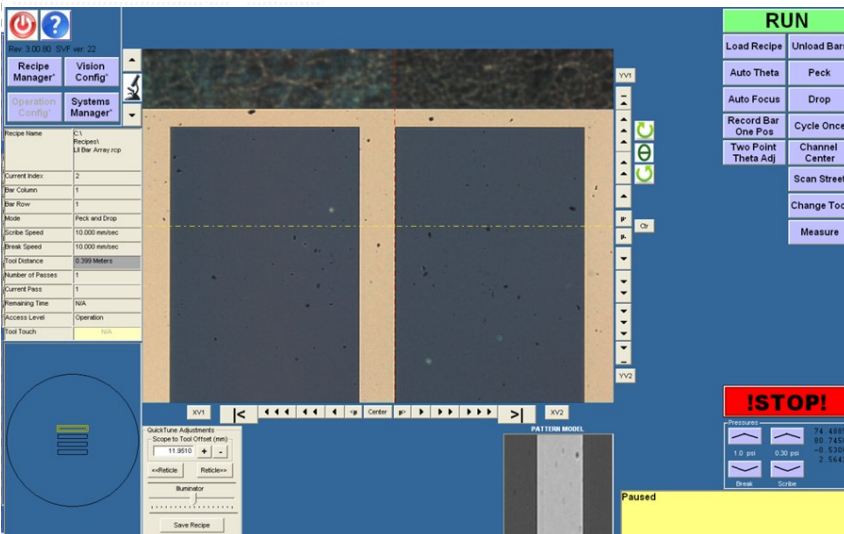 Rev: 3.00.80 SVF ver: 22
Recipe Manager*
Vision Config*
Operation Config*
Systems Manager*
Recipe Name C:\
Recipes\
Lil Bar Array.rcp
Current Index 2
Bar Column 1
Bar Row 1
Mode Peck and Drop
Scribe Speed 10.000 mm/sec
Break Speed 10.000 mm/sec
Tool Distance 0.399 Meters
Number of Passes 1
Current Pass 1
Remaining Time N/A
Access Level Operation
Tool Touch N/A
YV1
P^
Ctr
YV2
XV1
|<
<p
Center
p>
>|
XV2
QuickTune Adjustments
Scope to Tool Offset (mm)
11.9510 + -
<<Reticle Reticle>>
Illuminator
Save Recipe
PATTERN MODEL
RUN
Load Recipe Unload Bars
Auto Theta Peck
Auto Focus Drop
Record Bar One Pos
Cycle Once
Two Point Theta Adj
Channel Center
Scan Street
Change Tool
Measure
!STOP!
Pressures
1.0 psi 0.30 psi
Break Scribe
Paused